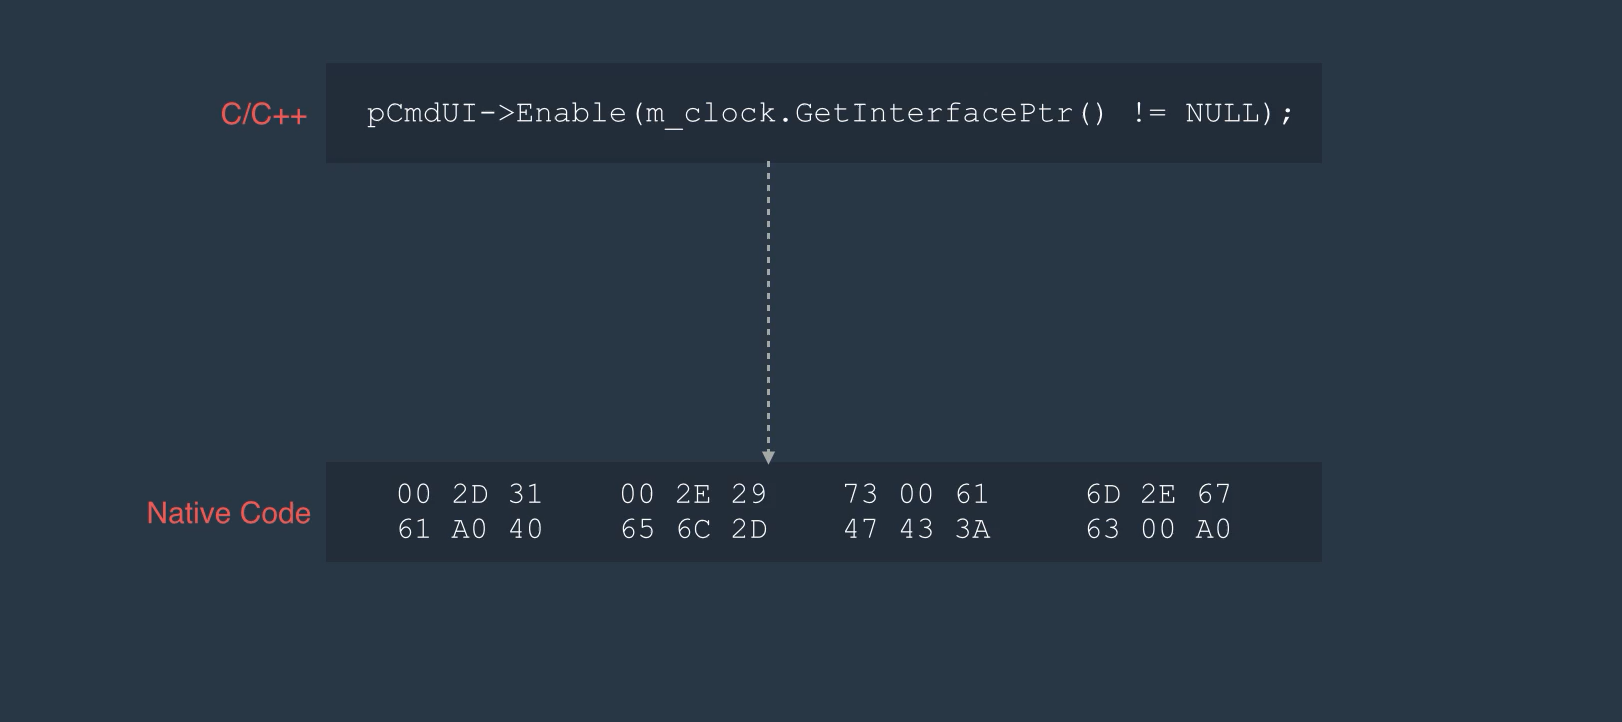 C/C++
pCmdUI->Enable(m_clock.GetInterfacePtr() != NULL);
Native Code
00 2D 31 00 2E 29 73 00 61 6D 2E 67
61 A0 40 65 6C 2D 47 43 3A 63 00 A0